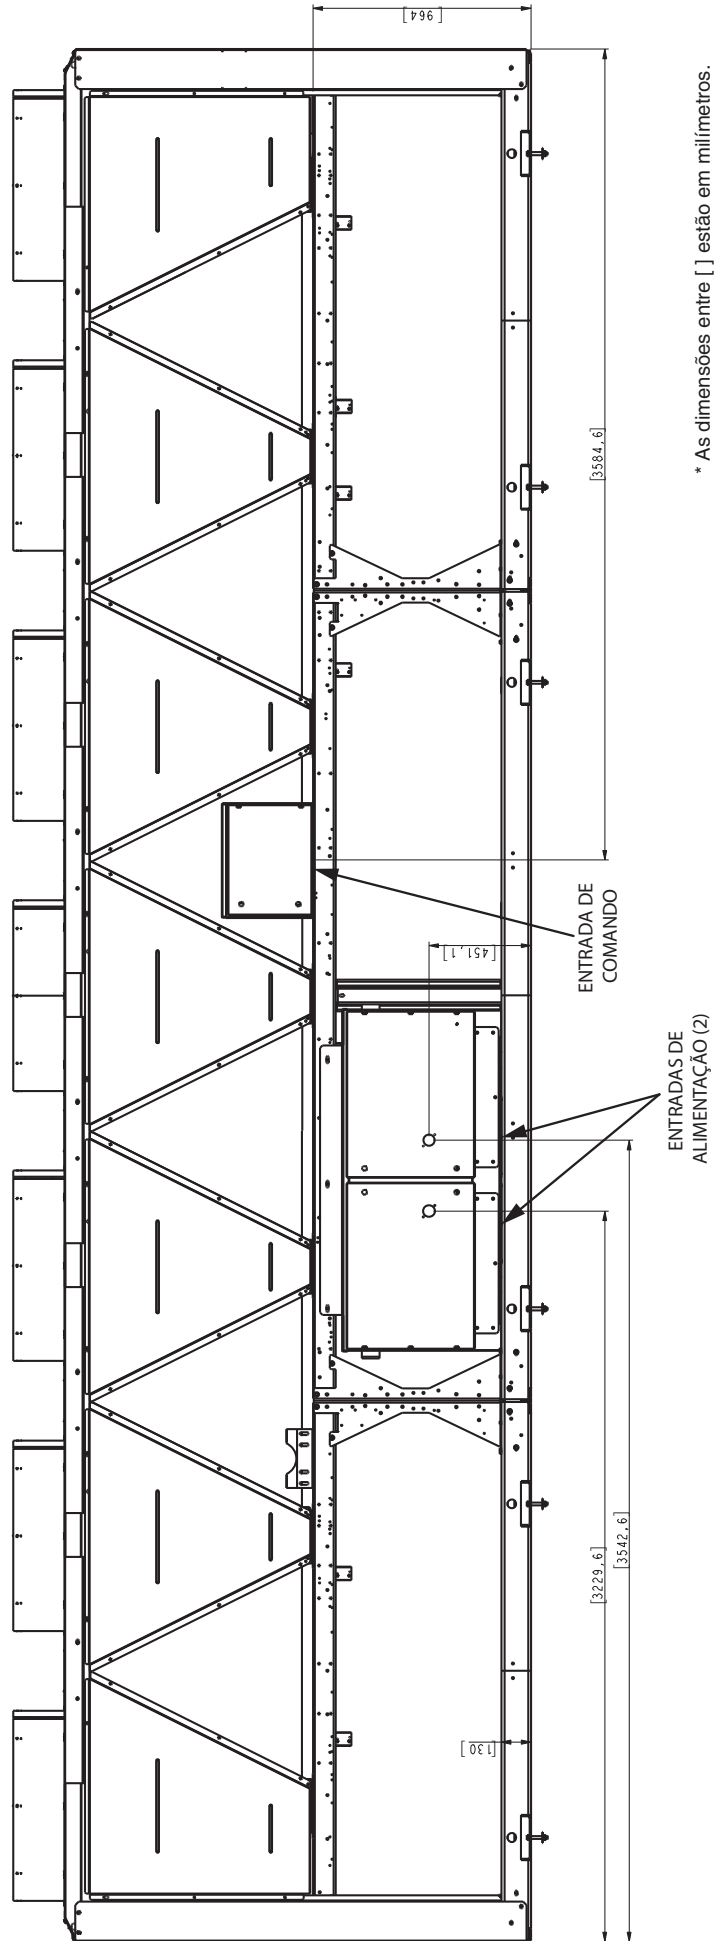 [964]
[3584,6]
ENTRADA DE
COMANDO
[451,1]
ENTRADAS DE
ALIMENTAÇÃO (2)
[3229,6]
[3542,6]
[130]
* As dimensões entre [ ] estão em milímetros.